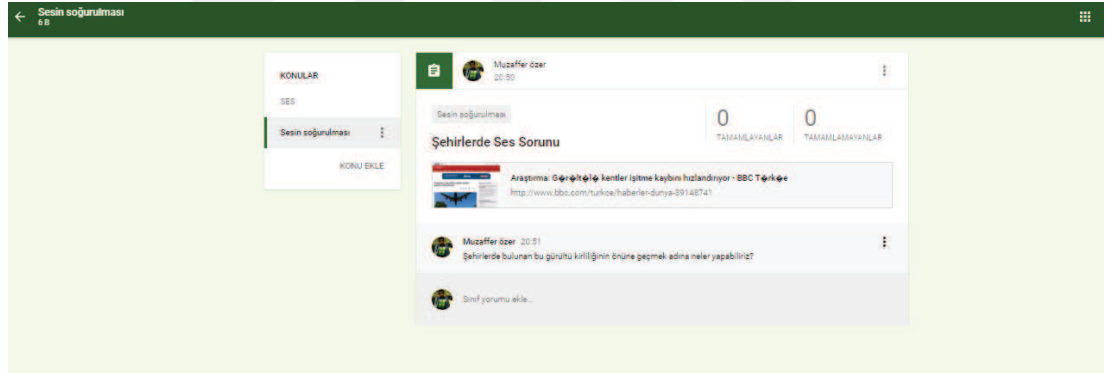 Sesin soğurulması
6 B
KONULAR
SES
Sesin soğurulması
KONU EKLE
Muzaffer özer
20:50
Sesin soğurulması
Şehirlerde Ses Sorunu
0
TAMAMLAYANLAR
0
TAMAMLAMAYANLAR
Araştırma: G�r�lt�l� kentler işitme kaybını hızlandırıyor - BBC T�rk�e
http://www.bbc.com/turkce/haberler-dunya-39148741
Muzaffer özer 20:51
Şehirlerde bulunan bu gürültü kirliliğinin önüne geçmek adına neler yapabiliriz?
Sınıf yorumu ekle...